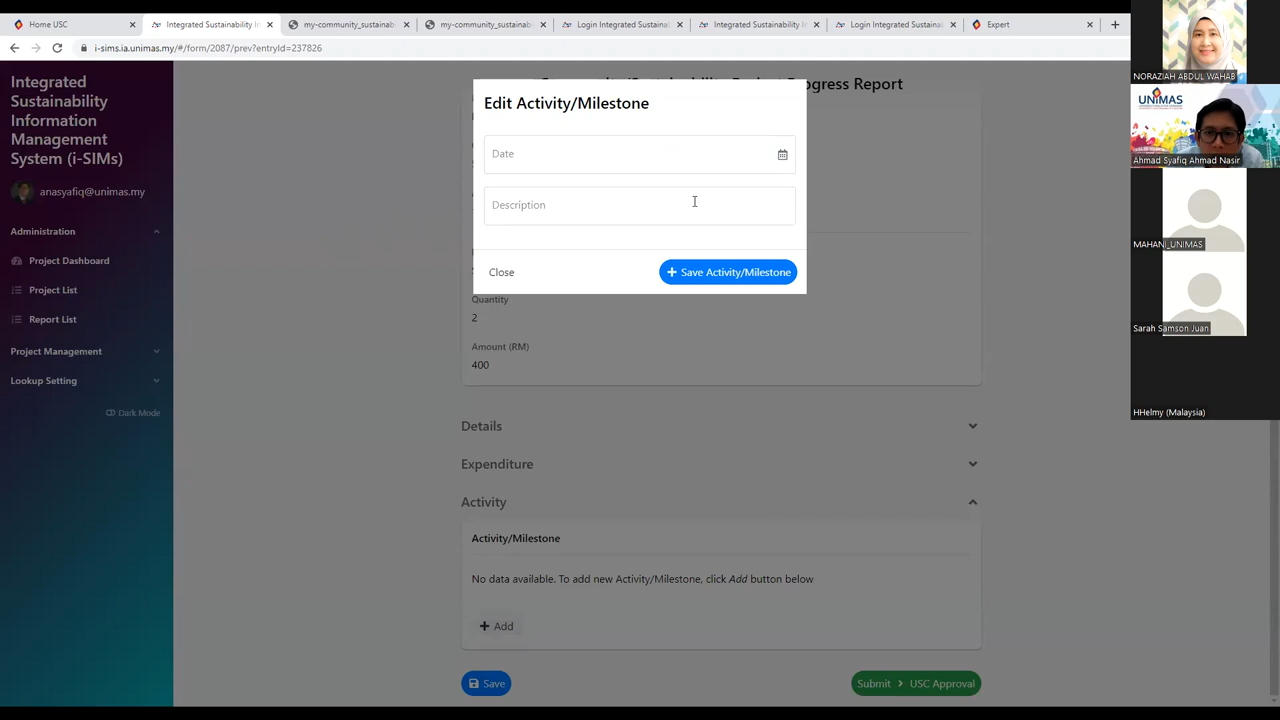 Home USC
Integrated Sustainability In
my-community_sustainab
my-community_sustainab
Login Integrated Sustaina
Integrated Sustainability I
Login Integrated Sustaina
Expert
i-sims.ia.unimas.my/#/form/2087/prev?entryId=237826
Integrated
Sustainability
Information
Management
System (i-SIMs)
anasyafiq@unimas.my
Administration
Project Dashboard
Project List
Report List
Project Management
Lookup Setting
Dark Mode
Progress Report
Edit Activity/Milestone
Date
Description
Close
Save Activity/Milestone
Quantity
2
Amount (RM)
400
Details
Expenditure
Activity
Activity/Milestone
No data available. To add new Activity/Milestone, click Add button below
Add
Save
Submit > USC Approval
NORAZIAH ABDUL WAHAB
UNIMAS
Ahmad Syafiq Ahmad Nasir
MAHANI_UNIMAS
Sarah Samson Juan
HHelmy (Malaysia)